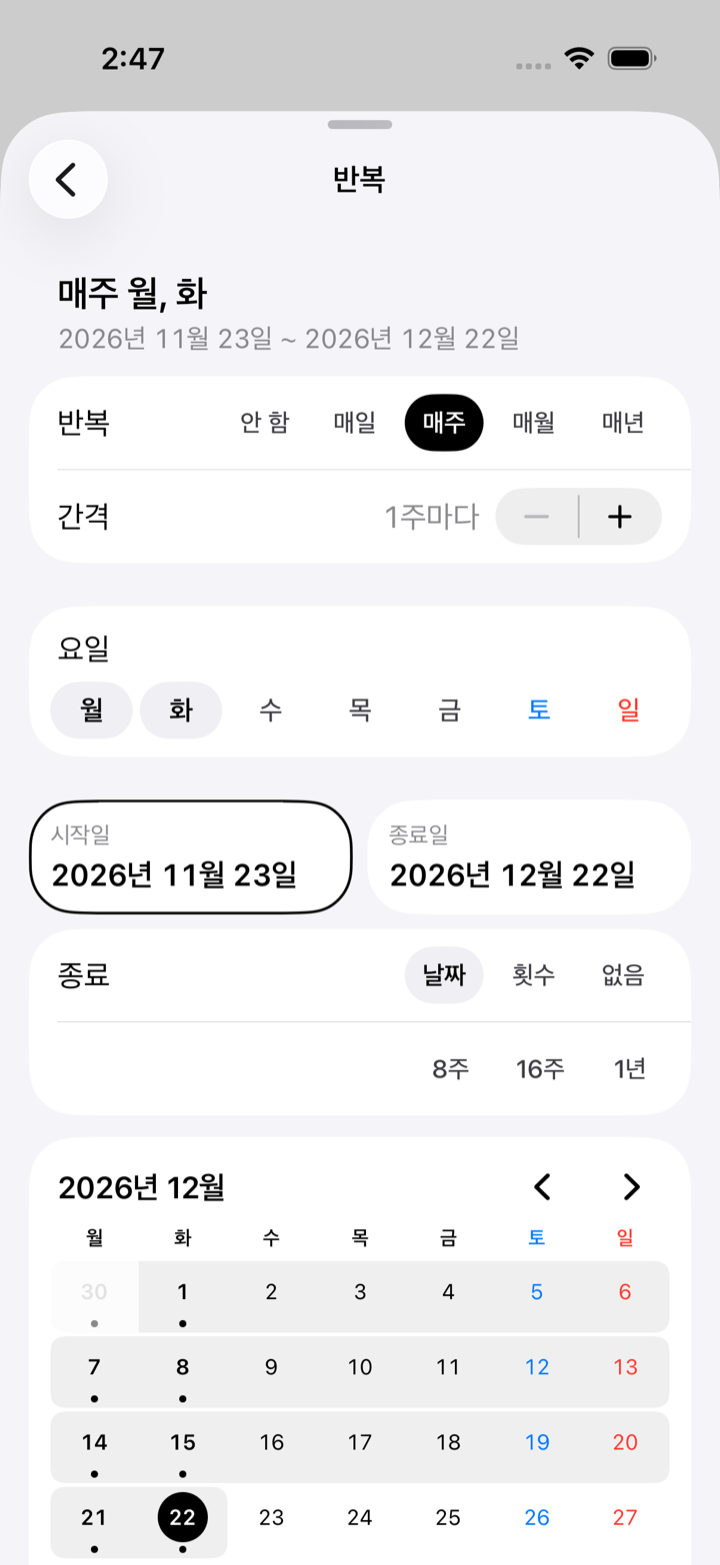 2:47
반복
매주 월, 화
2026년 11월 23일 ~ 2026년 12월 22일
반복 안 함 매일 매주 매월 매년
간격 1주마다
요일
월 화 수 목 금 토 일
시작일 종료일
2026년 11월 23일 2026년 12월 22일
종료 날짜 횟수 없음
8주 16주 1년
2026년 12월
월 화 수 목 금 토 일
30 1 2 3 4 5 6
7 8 9 10 11 12 13
14 15 16 17 18 19 20
21 22 23 24 25 26 27